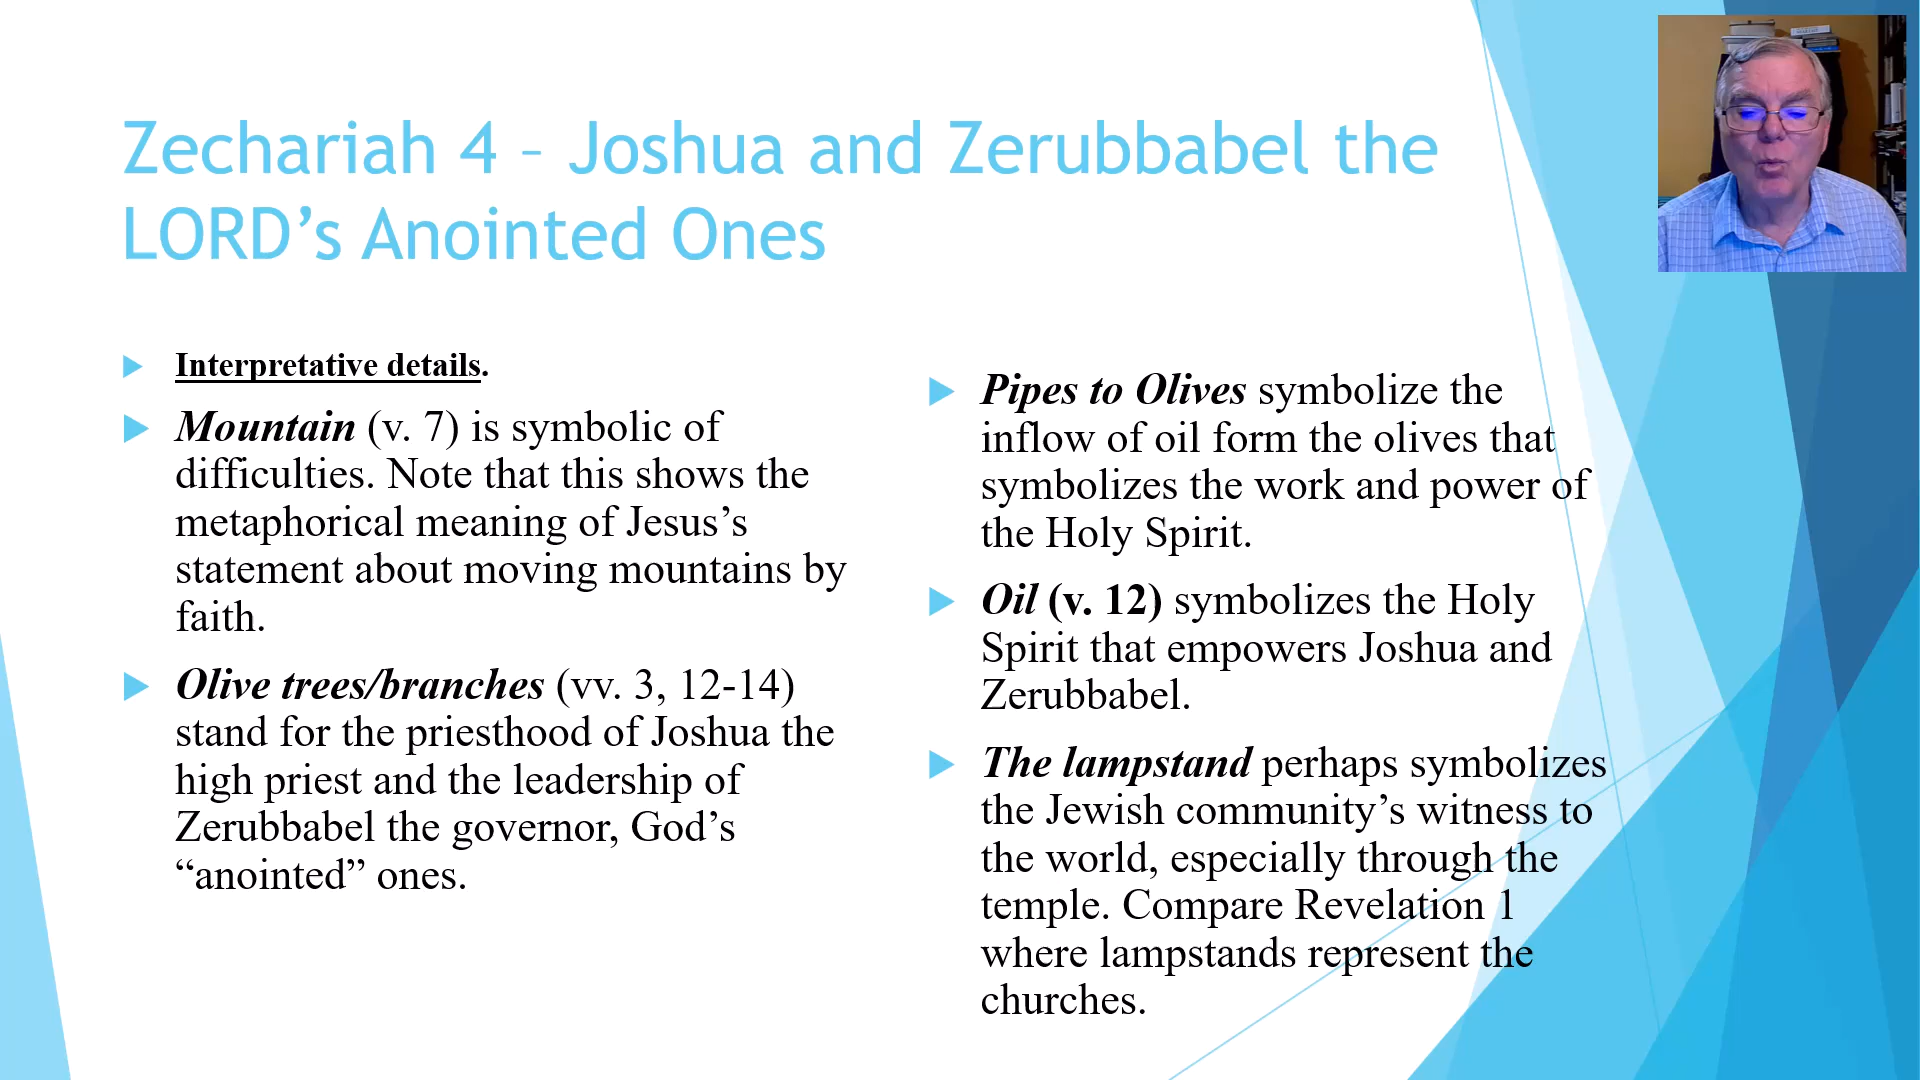 Zechariah 4 – Joshua and Zerubbabel the
LORD’s Anointed Ones
Interpretative details.
Mountain (v. 7) is symbolic of
difficulties. Note that this shows the
metaphorical meaning of Jesus’s
statement about moving mountains by
faith.
Olive trees/branches (vv. 3, 12-14)
stand for the priesthood of Joshua the
high priest and the leadership of
Zerubbabel the governor, God’s
“anointed” ones.
Pipes to Olives symbolize the
inflow of oil form the olives that
symbolizes the work and power of
the Holy Spirit.
Oil (v. 12) symbolizes the Holy
Spirit that empowers Joshua and
Zerubbabel.
The lampstand perhaps symbolizes
the Jewish community’s witness to
the world, especially through the
temple. Compare Revelation 1
where lampstands represent the
churches.